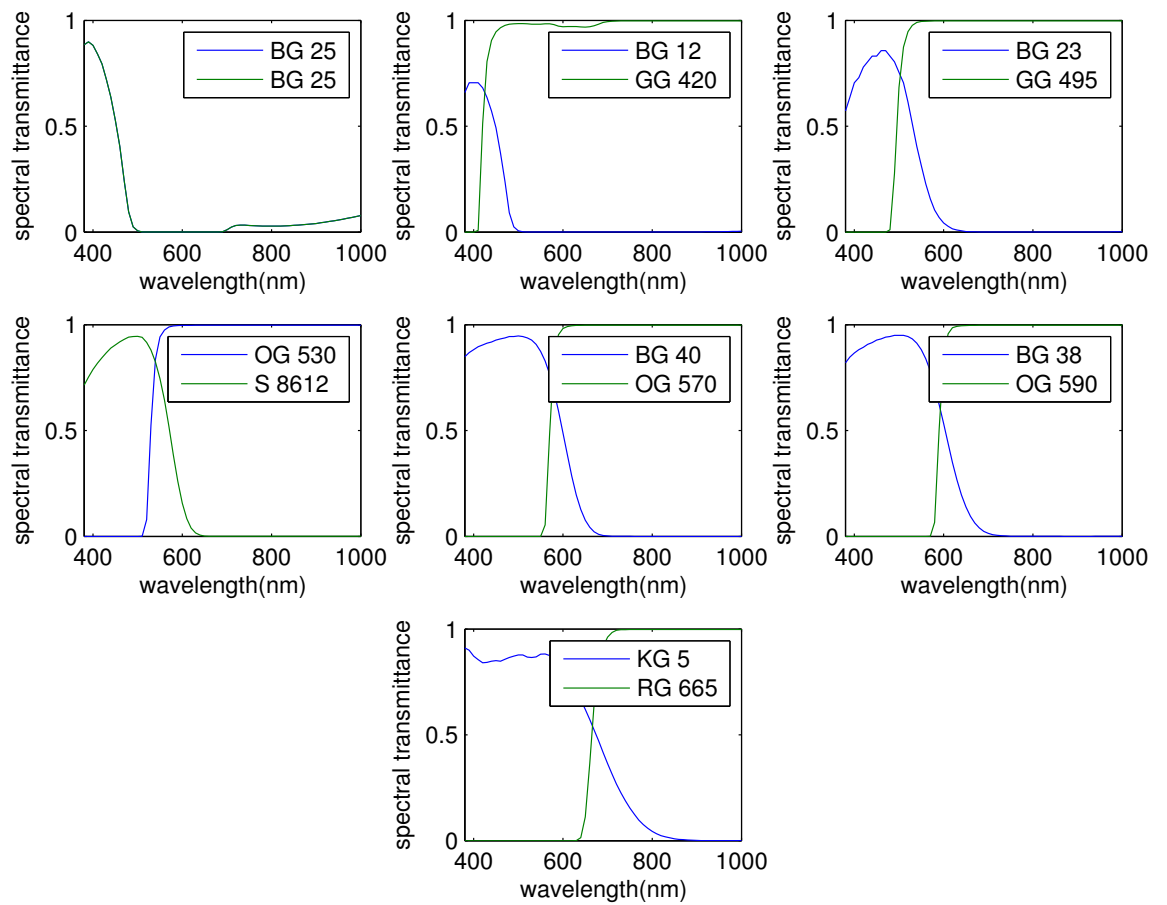 spectral transmittance
1
0.5
0
BG 25
BG 25
400 600 800 1000
wavelength(nm)
spectral transmittance
1
0.5
0
BG 12
GG 420
400 600 800 1000
wavelength(nm)
spectral transmittance
1
0.5
0
BG 23
GG 495
400 600 800 1000
wavelength(nm)
spectral transmittance
1
0.5
0
OG 530
S 8612
400 600 800 1000
wavelength(nm)
spectral transmittance
1
0.5
0
BG 40
OG 570
400 600 800 1000
wavelength(nm)
spectral transmittance
1
0.5
0
BG 38
OG 590
400 600 800 1000
wavelength(nm)
spectral transmittance
1
0.5
0
KG 5
RG 665
400 600 800 1000
wavelength(nm)